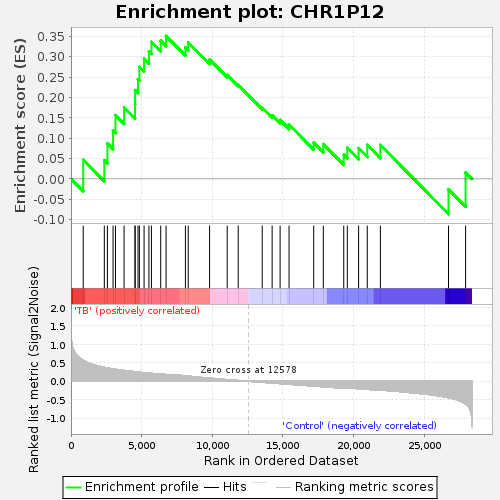 Enrichment plot: CHR1P12
Enrichment score (ES)
0.35
0.30
0.25
0.20
0.15
0.10
0.05
0.00
-0.05
-0.10
'TB' (positively correlated)
Ranked list metric (Signal2Noise)
2.0
1.5
1.0
0.5
0.0
-0.5
-1.0
Zero cross at 12578
'Control' (negatively correlated)
0 5,000 10,000 15,000 20,000 25,000
Rank in Ordered Dataset
Enrichment profile Hits Ranking metric scores